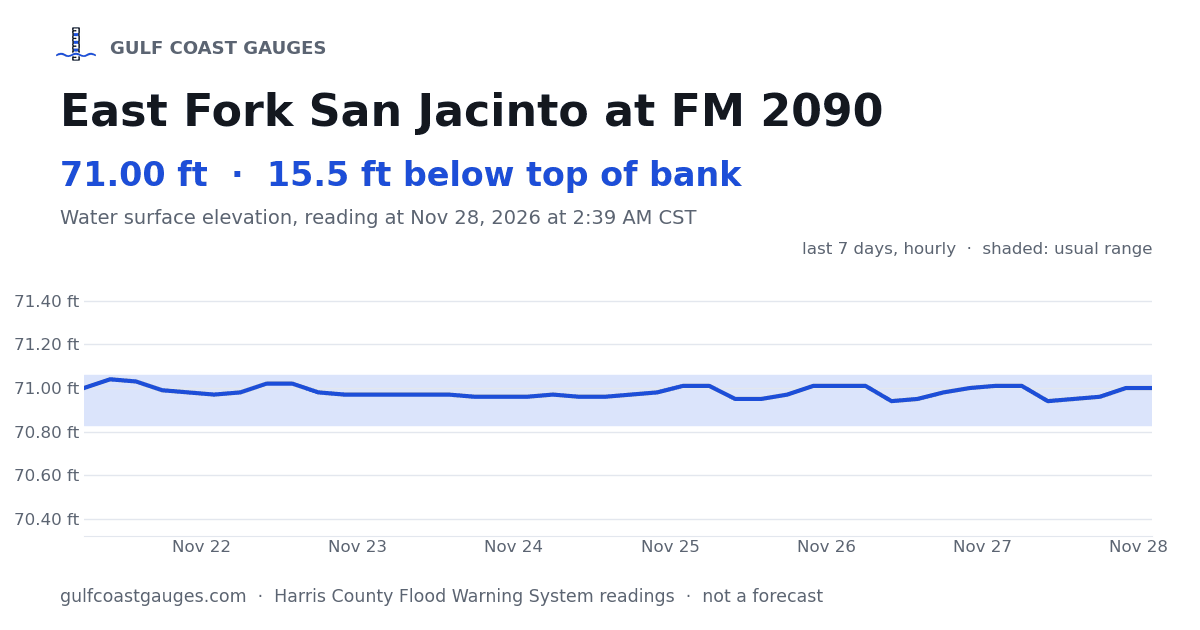 GULF COAST GAUGES
East Fork San Jacinto at FM 2090
71.00 ft · 15.5 ft below top of bank
Water surface elevation, reading at Nov 28, 2026 at 2:39 AM CST
last 7 days, hourly · shaded: usual range
71.40 ft
71.20 ft
71.00 ft
70.80 ft
70.60 ft
70.40 ft
Nov 22 Nov 23 Nov 24 Nov 25 Nov 26 Nov 27 Nov 28
gulfcoastgauges.com · Harris County Flood Warning System readings · not a forecast